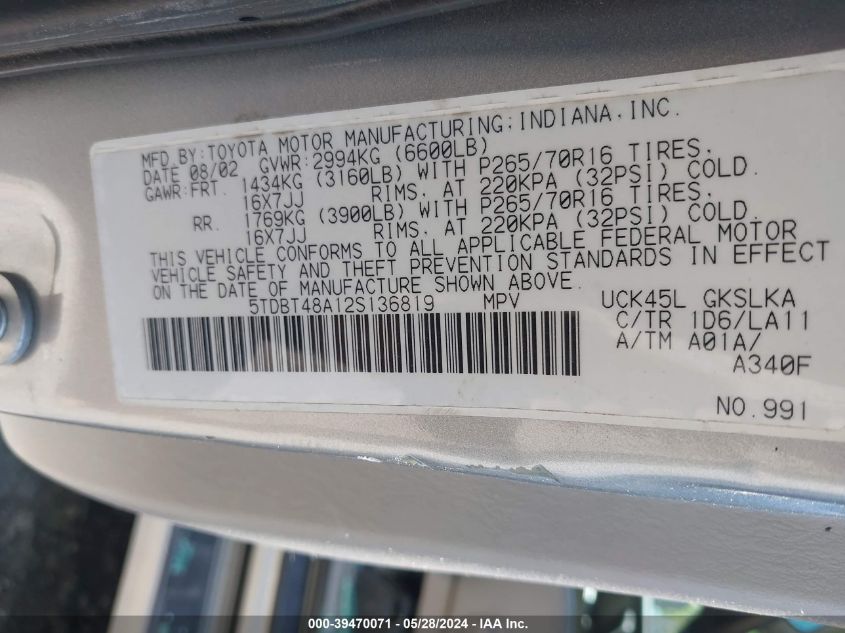 MFD.BY:TOYOTA MOTOR MANUFACTURING,INDIANA,INC.
DATE 08/02 GVWR:2994KG (6600LB)
GAWR:FRT. 1434KG (3160LB) WITH P265/70R16 TIRES,
16X7JJ RIMS, AT 220KPA (32PSI) COLD.
RR. 1769KG (3900LB) WITH P265/70R16 TIRES,
16X7JJ RIMS, AT 220KPA (32PSI) COLD.
THIS VEHICLE CONFORMS TO ALL APPLICABLE FEDERAL MOTOR
VEHICLE SAFETY AND THEFT PREVENTION STANDARDS IN EFFECT
ON THE DATE OF MANUFACTURE SHOWN ABOVE.
5TDBT48A12S136819 MPV
UCK45L GKSLKA
C/TR 1D6/LA11
A/TM A01A/
A340F
NO.991
000-39470071 - 05/28/2024 - IAA Inc.